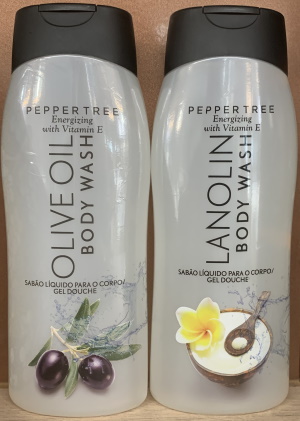 PEPPERTREE
Energizing
with Vitamin E
OLIVE OIL
BODY WASH
SABÃO LÍQUIDO PARA O CORPO/
GEL DOUCHE
PEPPERTREE
Energizing
with Vitamin E
LANOLIN
BODY WASH
SABÃO LÍQUIDO PARA O CORPO/
GEL DOUCHE